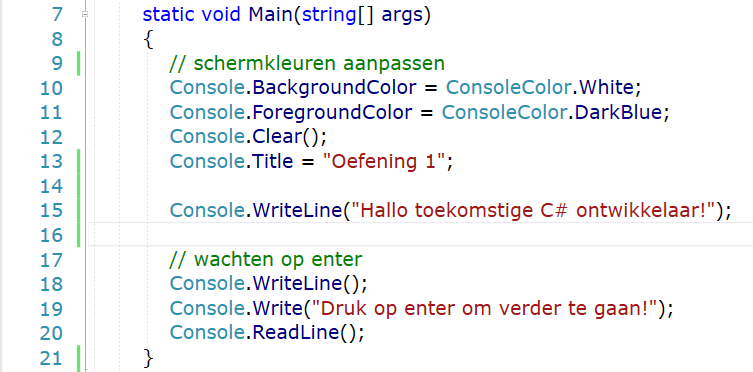 7 static void Main(string[] args)
8 {
9 // schermkleuren aanpassen
10 Console.BackgroundColor = ConsoleColor.White;
11 Console.ForegroundColor = ConsoleColor.DarkBlue;
12 Console.Clear();
13 Console.Title = "Oefening 1";
14
15 Console.WriteLine("Hallo toekomstige C# ontwikkelaar!");
16
17 // wachten op enter
18 Console.WriteLine();
19 Console.Write("Druk op enter om verder te gaan!");
20 Console.ReadLine();
21 }